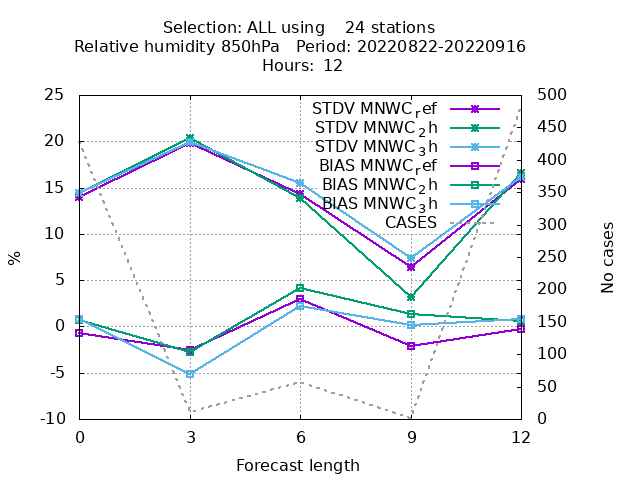 Selection: ALL using    24 stations
Relative humidity 850hPa   Period: 20220822-20220916
Hours: 12
STDV MNWC_ref
STDV MNWC_2h
STDV MNWC_3h
BIAS MNWC_ref
BIAS MNWC_2h
BIAS MNWC_3h
CASES
25
20
15
10
5
0
-5
-10
%
500
450
400
350
300
250
200
150
100
50
0
No cases
0 3 6 9 12
Forecast length